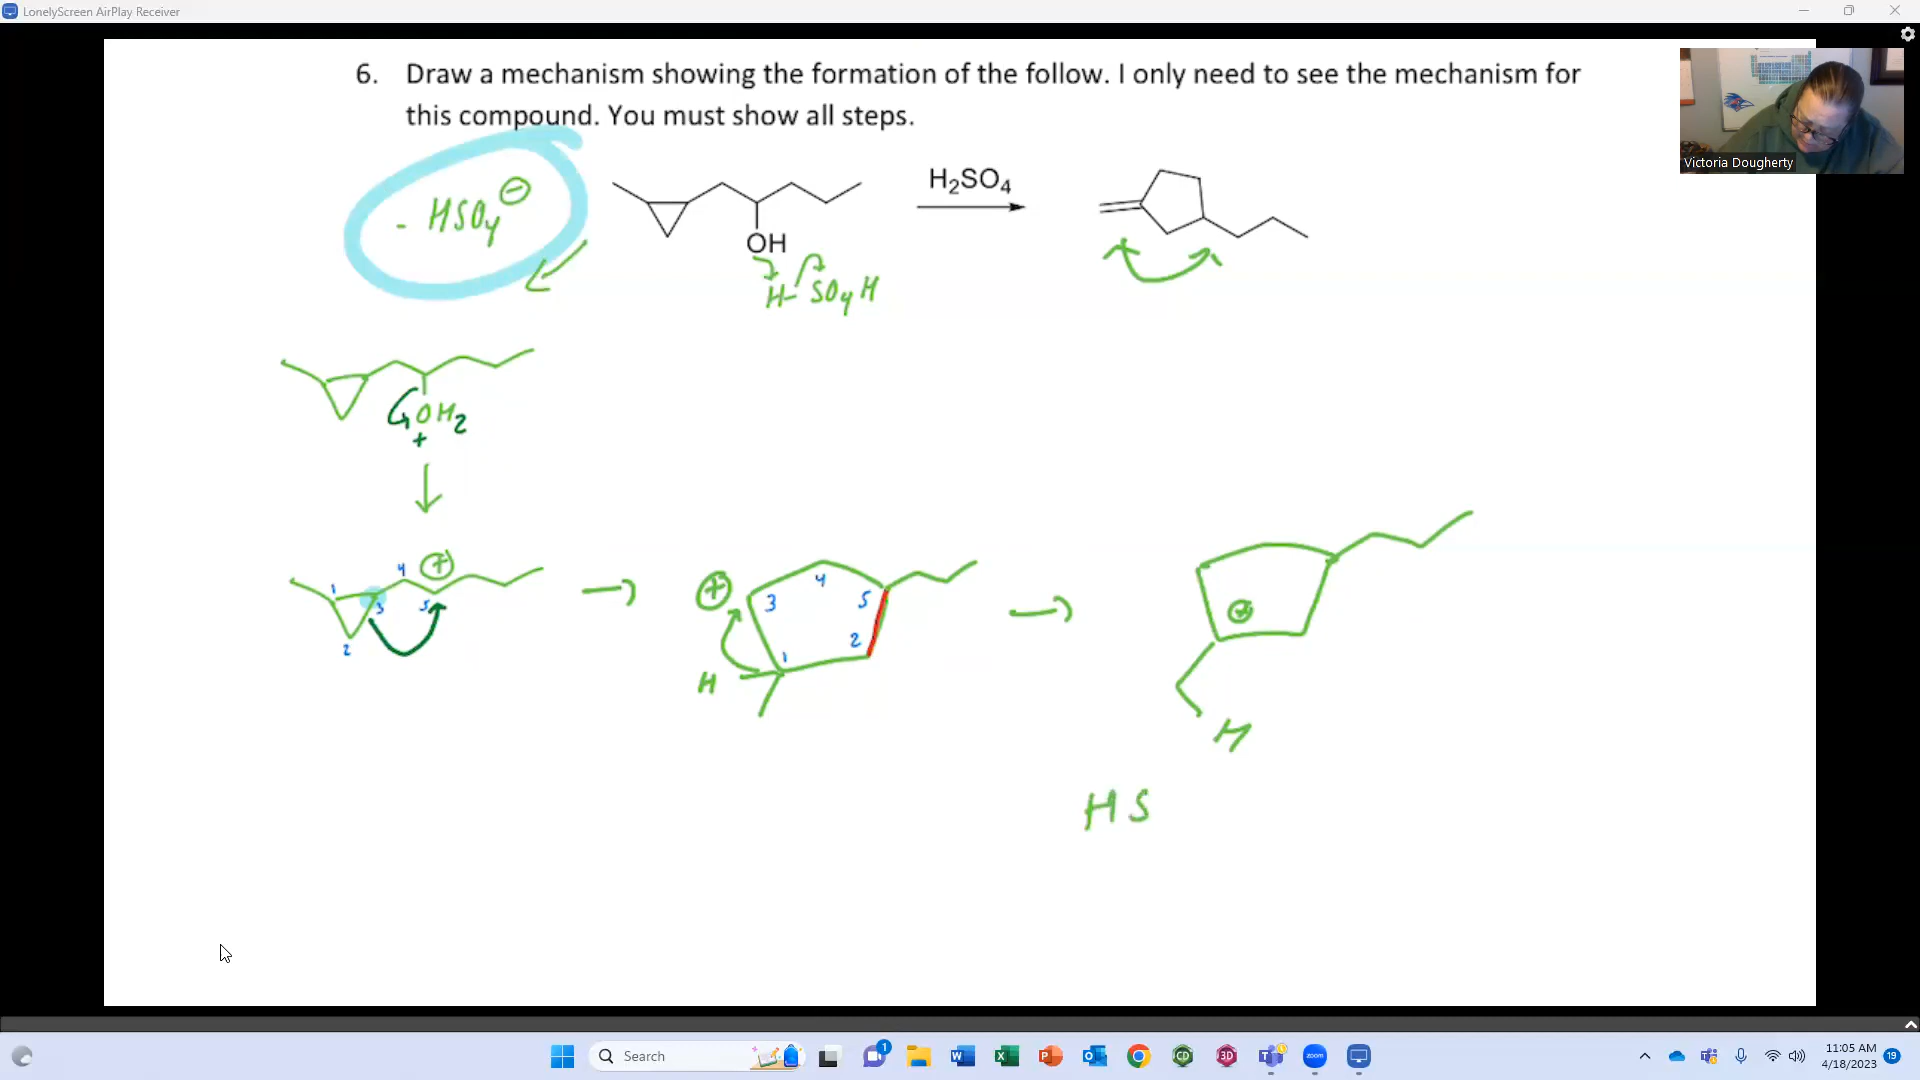 LonelyScreen AirPlay Receiver
6. Draw a mechanism showing the formation of the follow. I only need to see the mechanism for
this compound. You must show all steps.
Victoria Dougherty
- HSO4 ⊖
OH
H2SO4
H- SO4H
OH2
+
1 2 3 4 5 +
+ 3 4 5 2 1
H
+
H
HS
Search
1
11:05 AM
4/18/2023
19